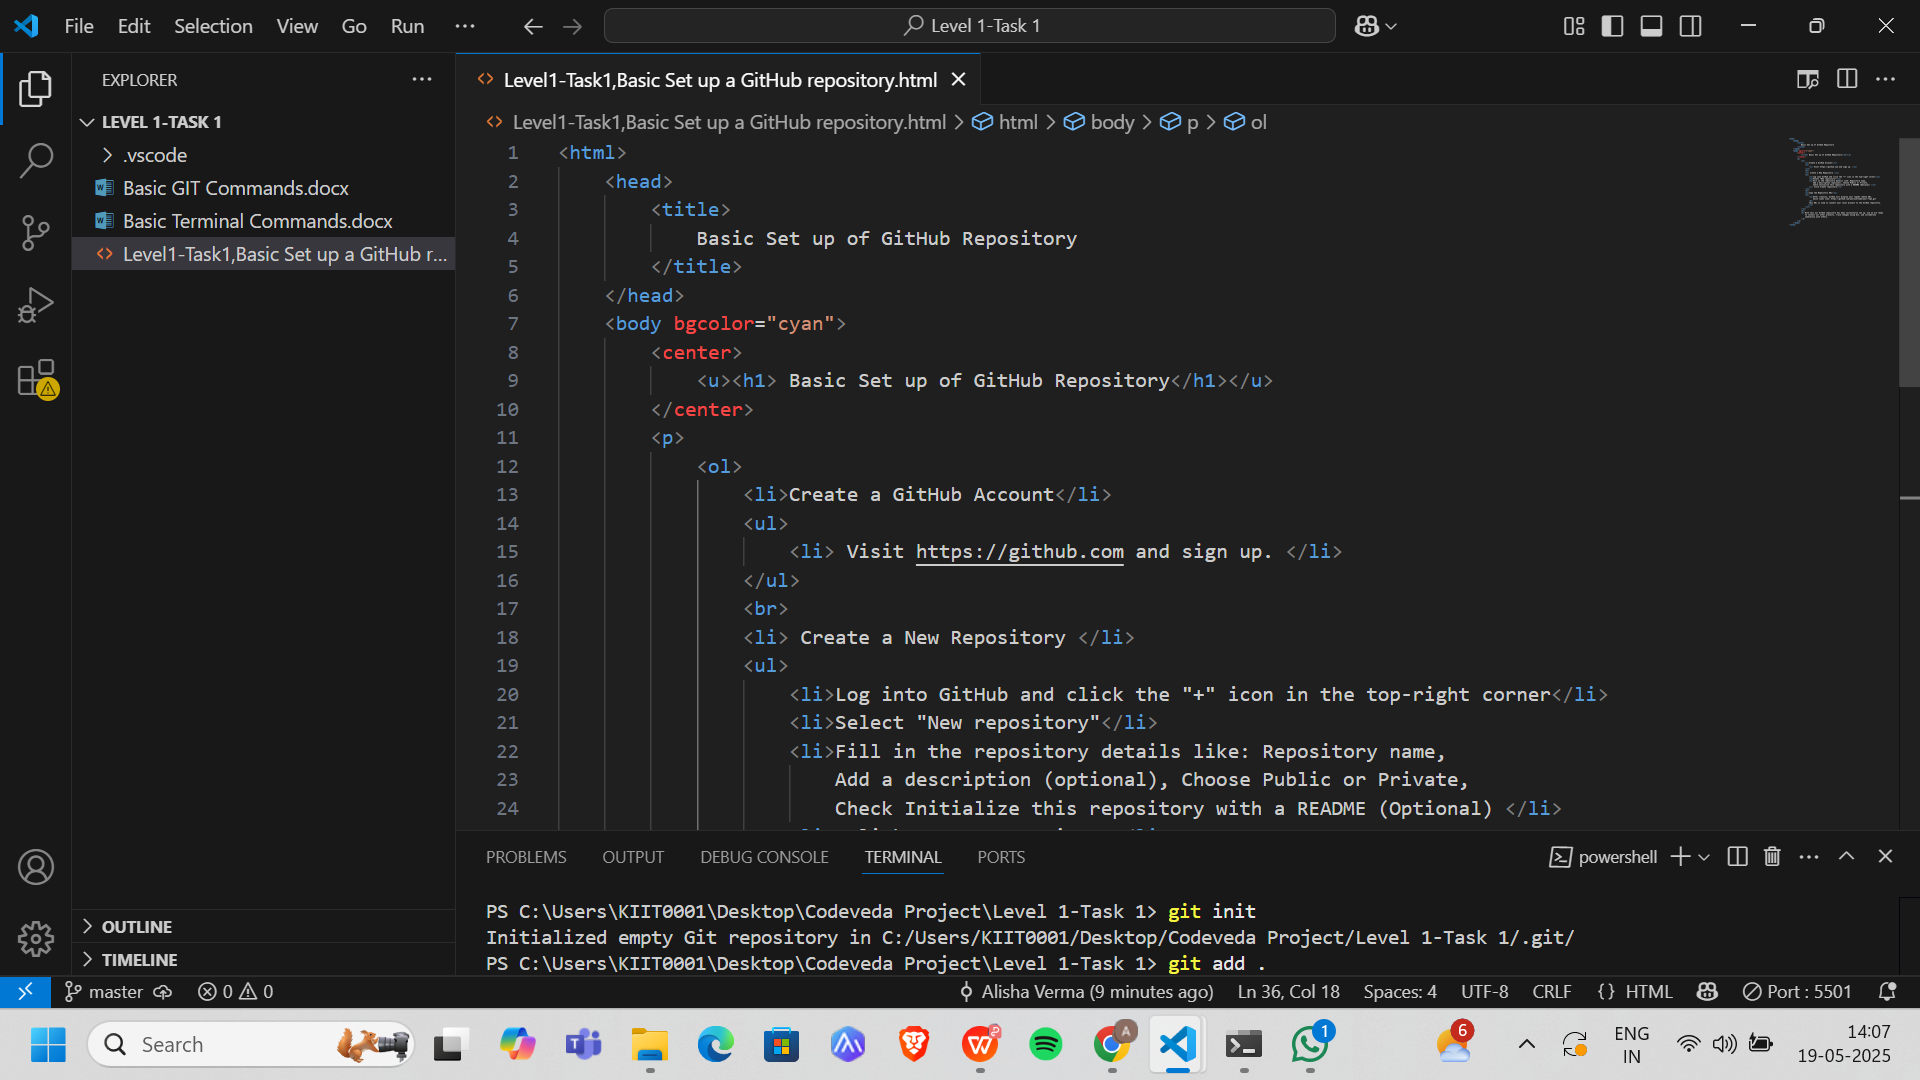 File Edit Selection View Go Run ··· Level 1-Task 1
EXPLORER
LEVEL 1-TASK 1
.vscode
Basic GIT Commands.docx
Basic Terminal Commands.docx
Level1-Task1,Basic Set up a GitHub r...
OUTLINE
TIMELINE
Level1-Task1,Basic Set up a GitHub repository.html
Level1-Task1,Basic Set up a GitHub repository.html > html > body > p > ol
1 <html>
2 <head>
3 <title>
4 Basic Set up of GitHub Repository
5 </title>
6 </head>
7 <body bgcolor="cyan">
8 <center>
9 <u><h1> Basic Set up of GitHub Repository</h1></u>
10 </center>
11 <p>
12 <ol>
13 <li>Create a GitHub Account</li>
14 <ul>
15 <li> Visit https://github.com and sign up. </li>
16 </ul>
17 <br>
18 <li> Create a New Repository </li>
19 <ul>
20 <li>Log into GitHub and click the "+" icon in the top-right corner</li>
21 <li>Select "New repository"</li>
22 <li>Fill in the repository details like: Repository name,
23 Add a description (optional), Choose Public or Private,
24 Check Initialize this repository with a README (Optional) </li>
PROBLEMS OUTPUT DEBUG CONSOLE TERMINAL PORTS powershell
PS C:\Users\KIIT0001\Desktop\Codeveda Project\Level 1-Task 1> git init
Initialized empty Git repository in C:/Users/KIIT0001/Desktop/Codeveda Project/Level 1-Task 1/.git/
PS C:\Users\KIIT0001\Desktop\Codeveda Project\Level 1-Task 1> git add .
master 0 0 Alisha Verma (9 minutes ago) Ln 36, Col 18 Spaces: 4 UTF-8 CRLF {} HTML Port : 5501
Search 1 6 ENG IN 14:07
19-05-2025